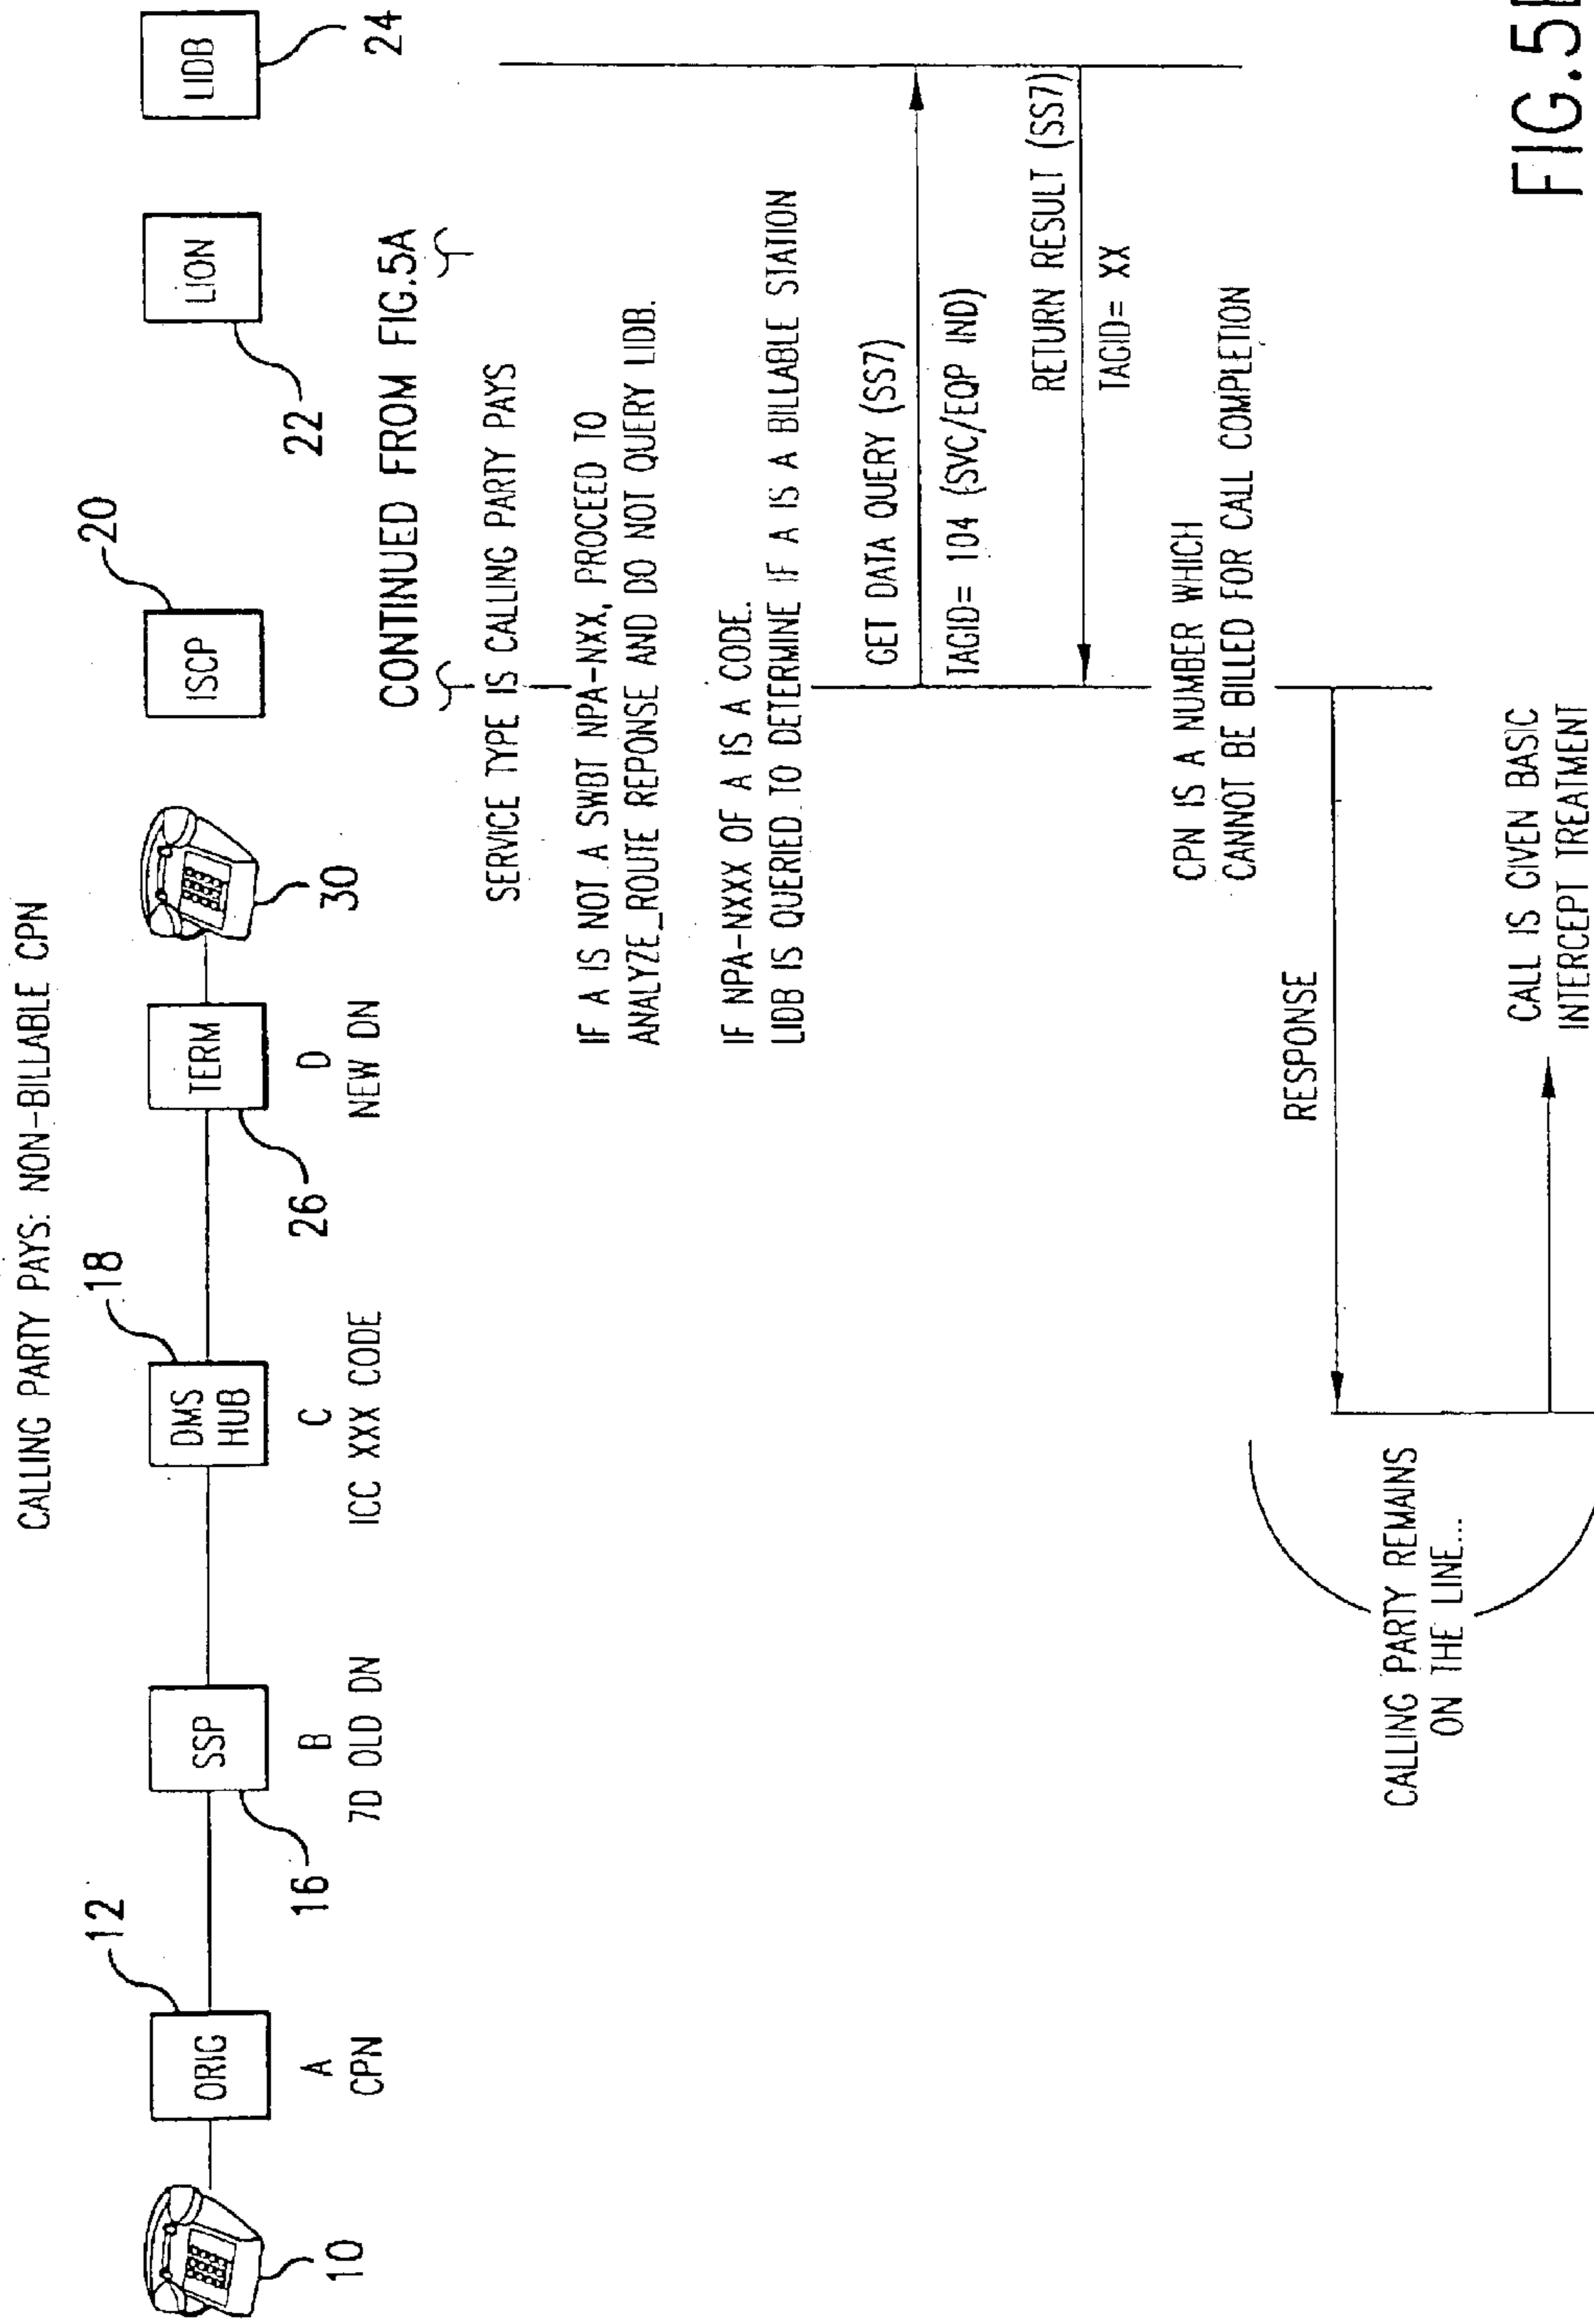 CALLING PARTY PAYS: NON-BILLABLE CPN
10
ORIG
12
A
CPN
SSP
16
B
7D OLD DN
DMS
HUB
18
C
ICC XXX CODE
TERM
26
D
NEW DN
30
ISCP
20
LION
22
LIDB
24
CONTINUED FROM FIG.5A
SERVICE TYPE IS CALLING PARTY PAYS
IF A IS NOT A SWBT NPA-NXX, PROCEED TO
ANALYZE_ROUTE REPONSE AND DO NOT QUERY LIDB.
IF NPA-NXXX OF A IS A CODE.
LIDB IS QUERIED TO DETERMINE IF A IS A BILLABLE STATION
GET DATA QUERY (SS7)
TAGID= 104 (SVC/EQP IND)
RETURN RESULT (SS7)
TAGID= XX
CPN IS A NUMBER WHICH
CANNOT BE BILLED FOR CALL COMPLETION
RESPONSE
CALLING PARTY REMAINS
ON THE LINE...
CALL IS GIVEN BASIC
INTERCEPT TREATMENT